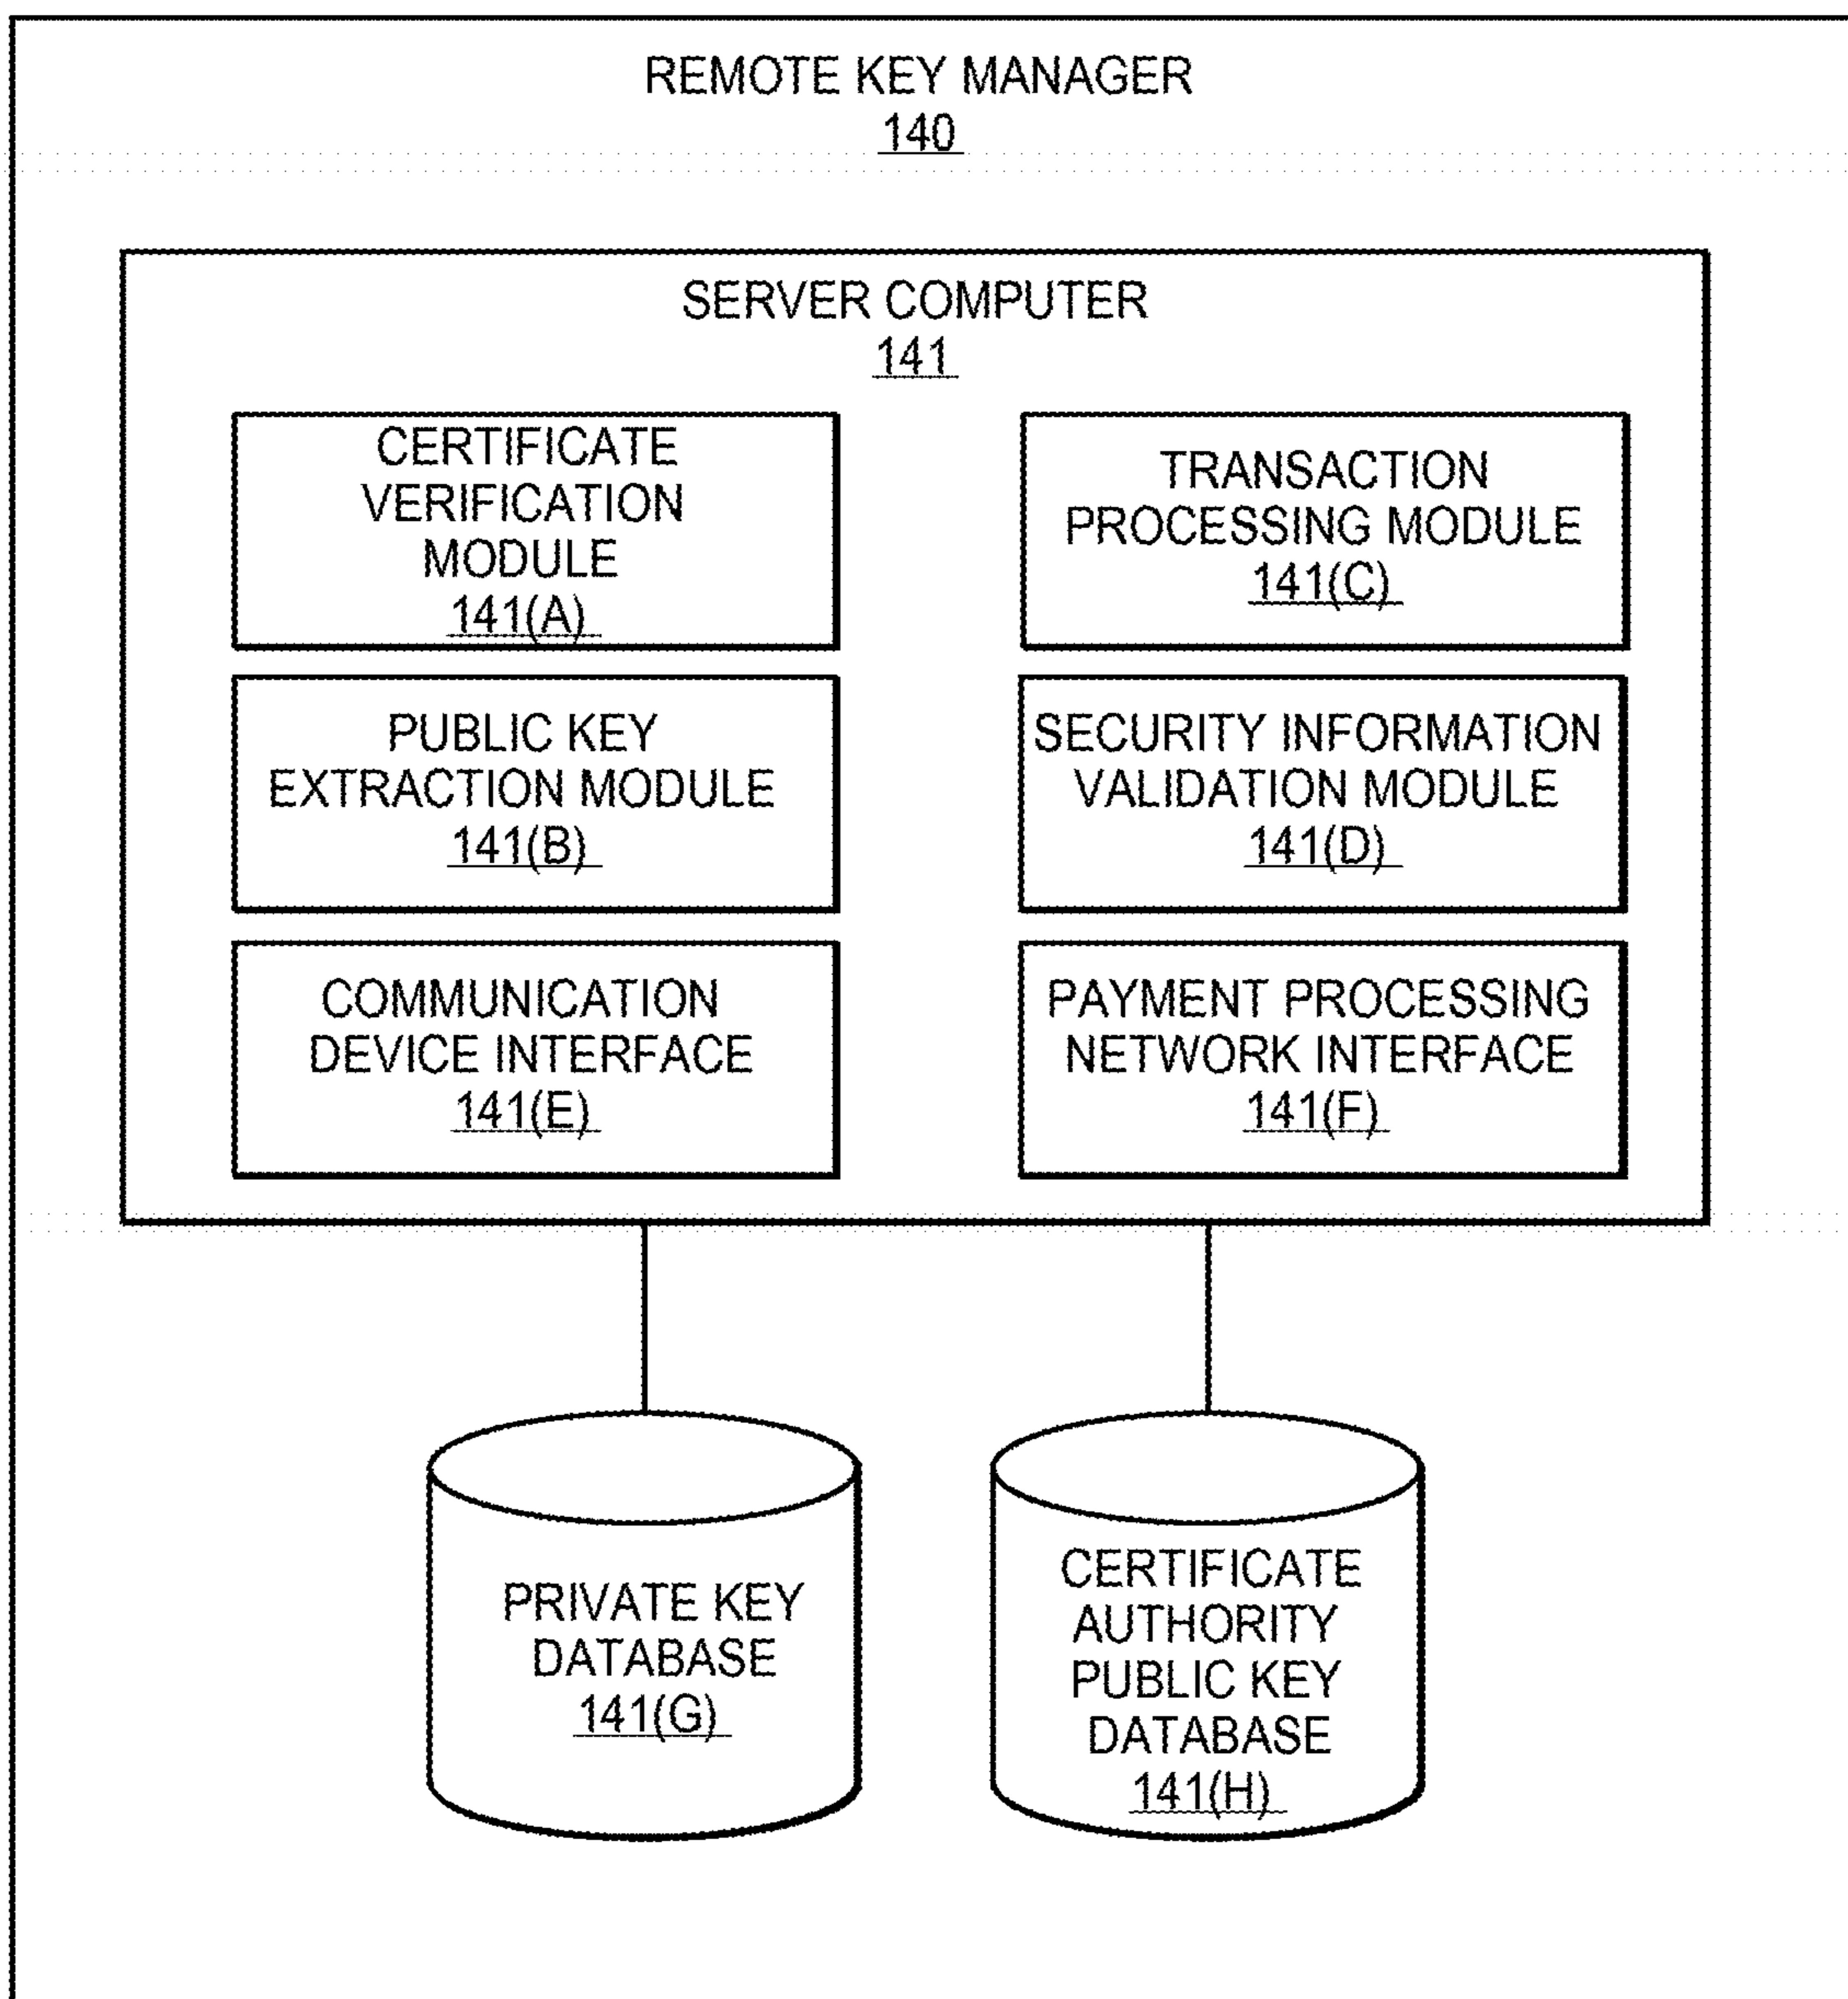 REMOTE KEY MANAGER
140
SERVER COMPUTER
141
CERTIFICATE
VERIFICATION
MODULE
141(A)
TRANSACTION
PROCESSING MODULE
141(C)
PUBLIC KEY
EXTRACTION MODULE
141(B)
SECURITY INFORMATION
VALIDATION MODULE
141(D)
COMMUNICATION
DEVICE INTERFACE
141(E)
PAYMENT PROCESSING
NETWORK INTERFACE
141(F)
PRIVATE KEY
DATABASE
141(G)
CERTIFICATE
AUTHORITY
PUBLIC KEY
DATABASE
141(H)